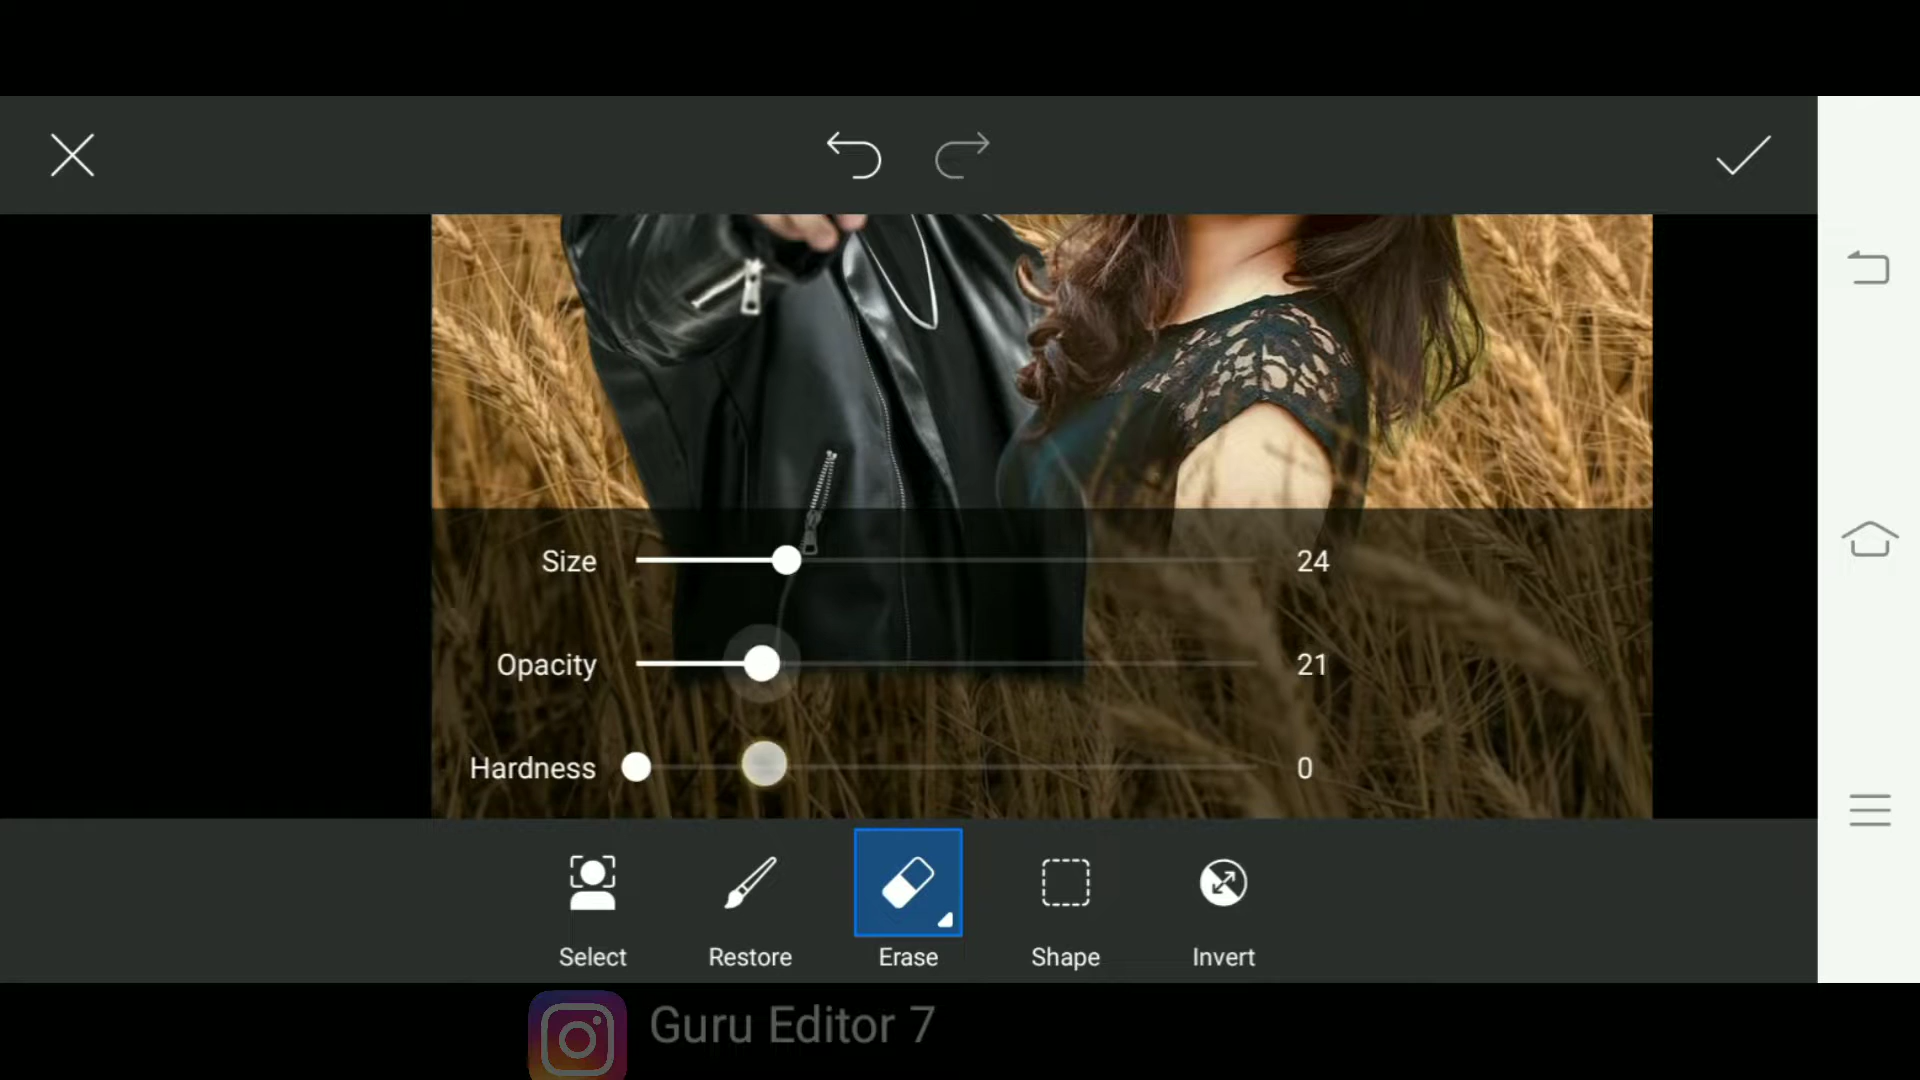 Size 24
Opacity 21
Hardness 0
Select Restore Erase Shape Invert
Guru Editor 7